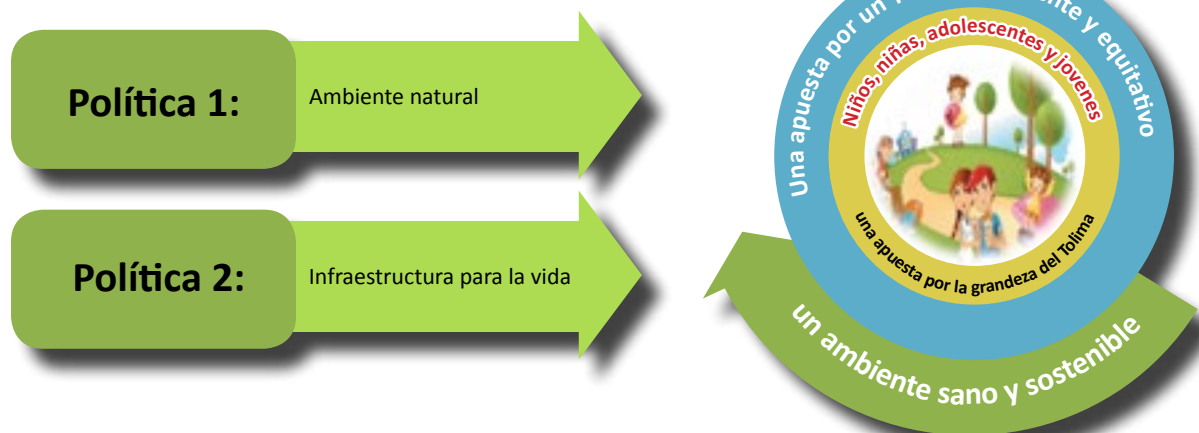 Política 1:
Ambiente natural
Política 2:
Infraestructura para la vida
Una apuesta por un y equitativo
Niños, niñas, adolescentes y jovenes
una apuesta por la grandeza del Tolima
un ambiente sano y sostenible